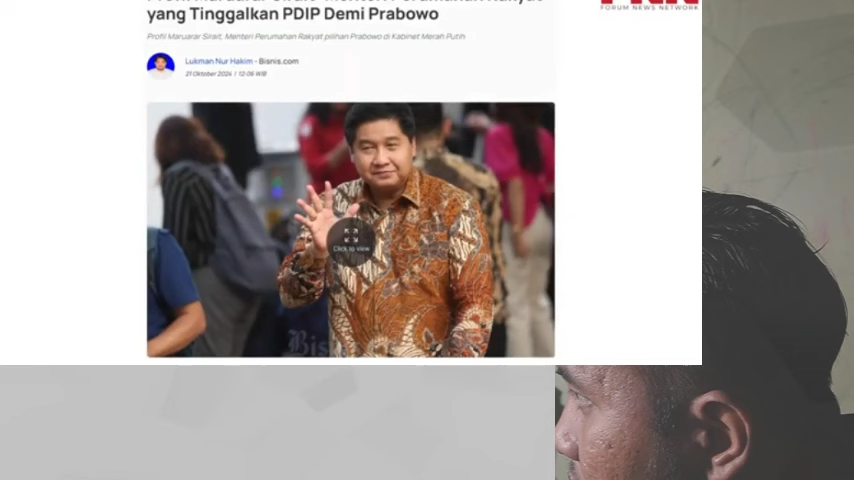 yang Tinggalkan PDIP Demi Prabowo
FORUM NEWS NETWORK
Profil Maruarar Sirait, Menteri Perumahan Rakyat pilihan Prabowo di Kabinet Merah Putih
Lukman Nur Hakim - Bisnis.com
21 Oktober 2024 | 12:06 WIB
Click to view